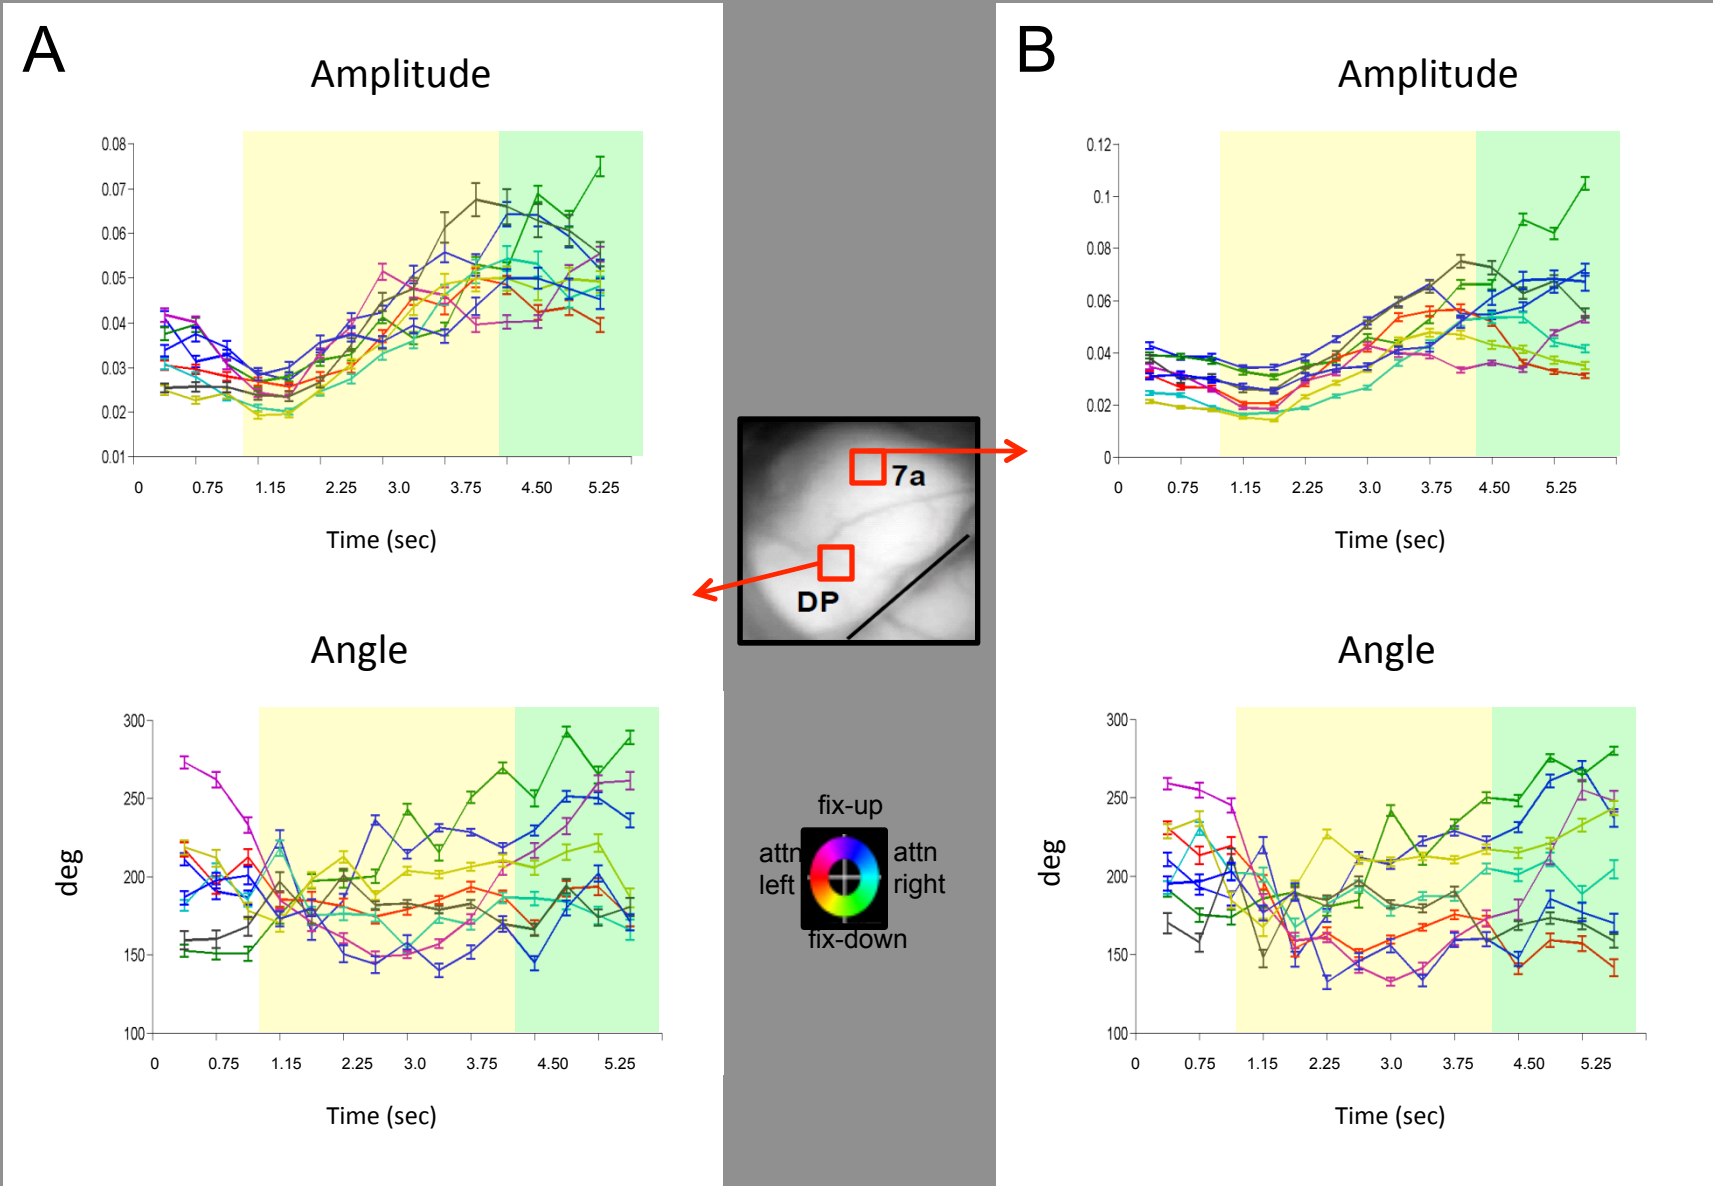 A
Amplitude
0.08
0.07
0.06
0.05
0.04
0.03
0.02
0.01
0 0.75 1.15 2.25 3.0 3.75 4.50 5.25
Time (sec)
Angle
deg
300
250
200
150
100
0 0.75 1.15 2.25 3.0 3.75 4.50 5.25
Time (sec)
7a
DP
fix-up
attn left
attn right
fix-down
B
Amplitude
0.12
0.1
0.08
0.06
0.04
0.02
0
0 0.75 1.15 2.25 3.0 3.75 4.50 5.25
Time (sec)
Angle
deg
300
250
200
150
100
0 0.75 1.15 2.25 3.0 3.75 4.50 5.25
Time (sec)